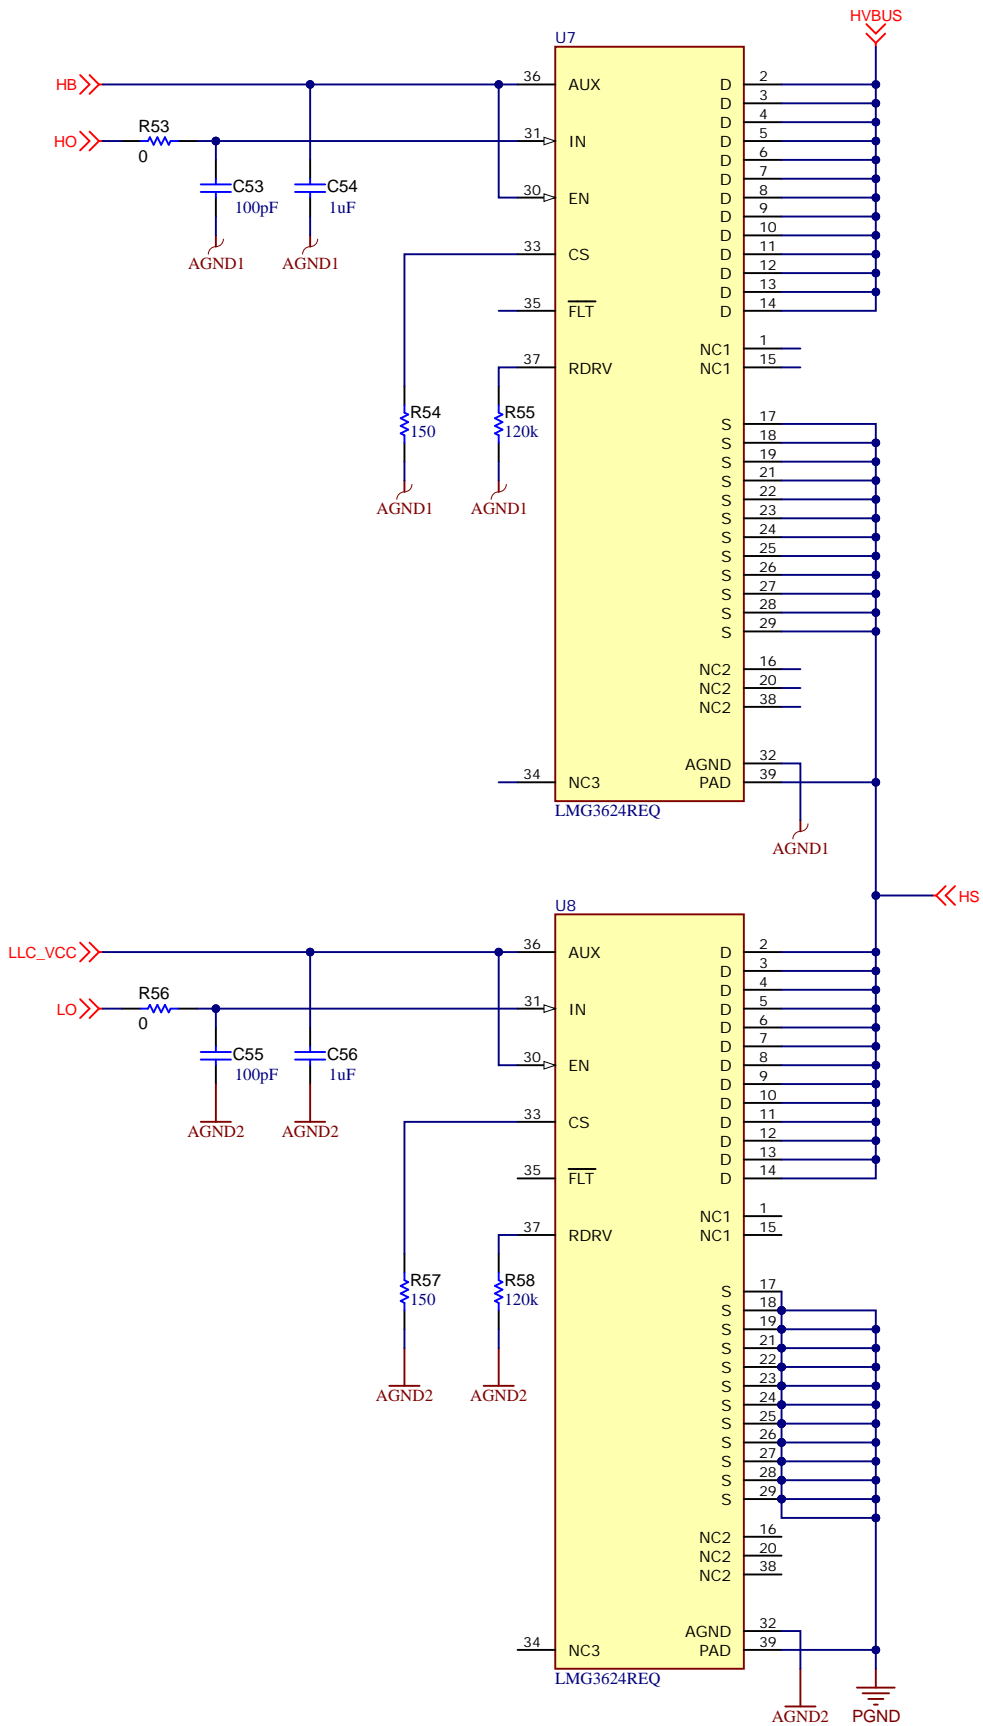 HVBUS
U7
HB
36 AUX D 2
D 3
D 4
HO R53 31 IN D 5
0 D 6
D 7
C53 C54 30 EN D 8
100pF 1uF D 9
D 10
AGND1 AGND1 33 CS D 11
D 12
D 13
35 FLT D 14
NC1 1
37 RDRV NC1 15
R54 R55 S 17
150 120k S 18
S 19
S 21
AGND1 AGND1 S 22
S 23
S 24
S 25
S 26
S 27
S 28
S 29
NC2 16
NC2 20
NC2 38
AGND 32
34 NC3 PAD 39
LMG3624REQ
AGND1
HS
U8
LLC_VCC 36 AUX D 2
D 3
D 4
LO R56 31 IN D 5
0 D 6
D 7
C55 C56 30 EN D 8
100pF 1uF D 9
D 10
AGND2 AGND2 33 CS D 11
D 12
D 13
35 FLT D 14
NC1 1
37 RDRV NC1 15
R57 R58 S 17
150 120k S 18
S 19
S 21
S 22
AGND2 AGND2 S 23
S 24
S 25
S 26
S 27
S 28
S 29
NC2 16
NC2 20
NC2 38
AGND 32
34 NC3 PAD 39
LMG3624REQ
AGND2 PGND